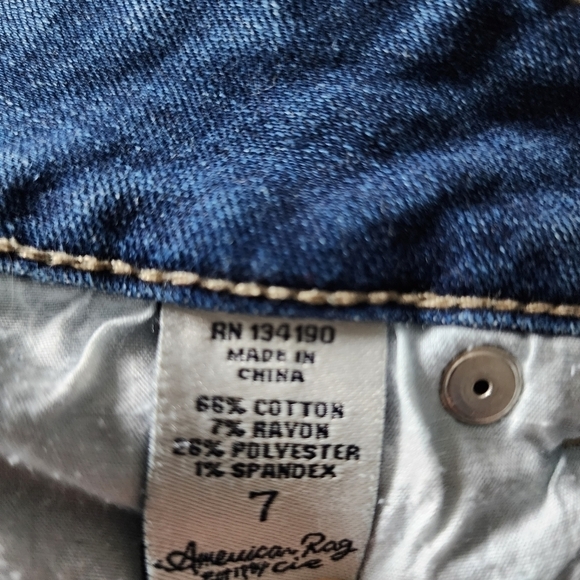 RN 134190
MADE IN
CHINA
66% COTTON
7% RAYON
26% POLYESTER
1% SPANDEX
7
American Rag
Cie